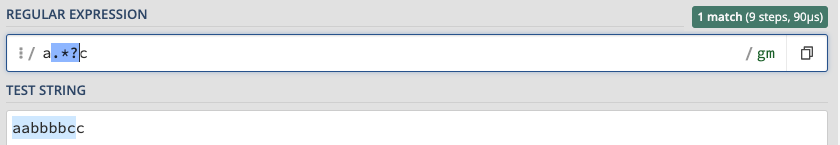 REGULAR EXPRESSION
1 match (9 steps, 90μs)
/ a.*?c / gm
TEST STRING
aabbbbcc